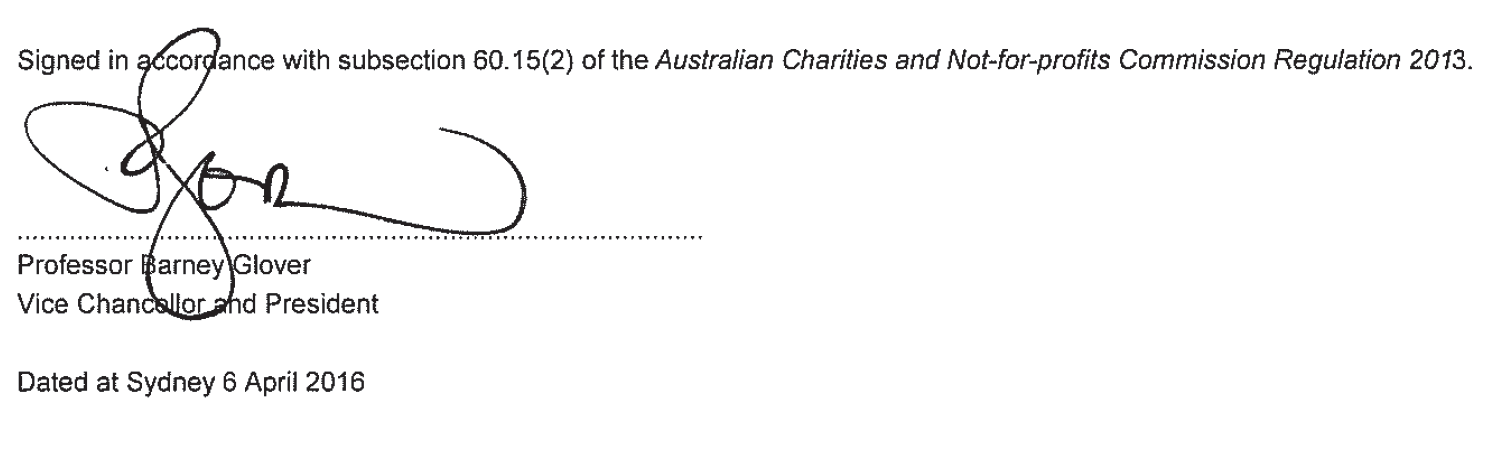 Signed in accordance with subsection 60.15(2) of the Australian Charities and Not-for-profits Commission Regulation 2013.
Professor Barney Glover
Vice Chancellor and President
Dated at Sydney 6 April 2016